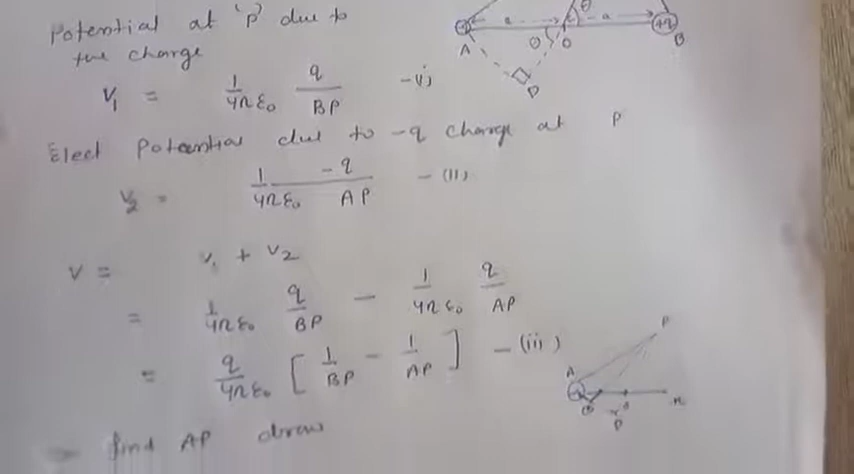 Potential at 'P' due to
the charge
V₁ = 1/4πε₀ q/BP - (i)
Elect Potential due to -q charge at P
V₂ = 1/4πε₀ -q/AP - (ii)
V = V₁ + V₂
= 1/4πε₀ q/BP - 1/4πε₀ q/AP
= q/4πε₀ [ 1/BP - 1/AP ] - (iii)
find AP draw
A a θ O a +q B
θ D
P
A